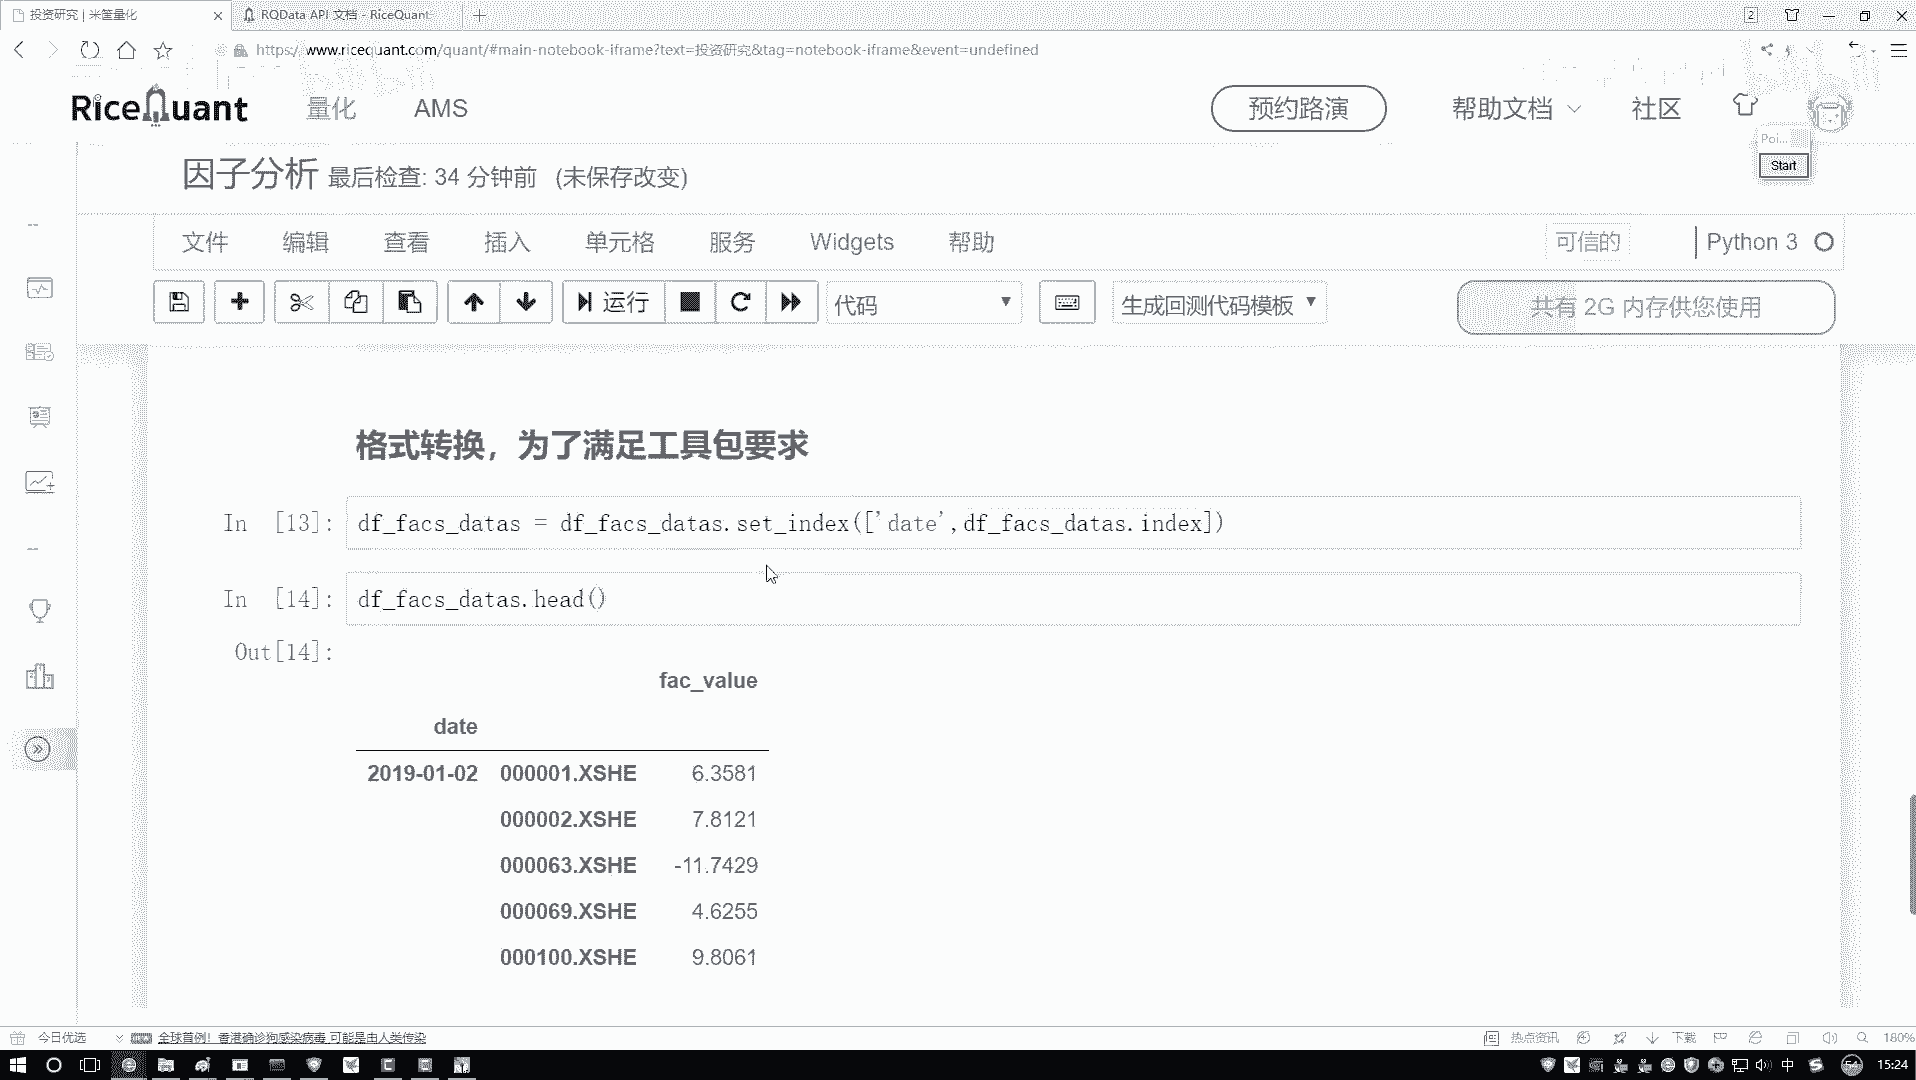 投资研究 | 米筐量化
RQData API 文档 - RiceQuant
2
https://www.ricequant.com/quant/#main-notebook-iframe?text=投资研究&tag=notebook-iframe&event=undefined
RiceQuant 量化 AMS 预约路演 帮助文档 社区
Poi...
Start
因子分析 最后检查: 34 分钟前 (未保存改变)
文件 编辑 查看 插入 单元格 服务 Widgets 帮助 可信的 Python 3
运行 代码 生成回测代码模板 共有 2G 内存供您使用
格式转换，为了满足工具包要求
In [13]: df_facs_datas = df_facs_datas.set_index(['date',df_facs_datas.index])
In [14]: df_facs_datas.head()
Out[14]:
fac_value
date
2019-01-02 000001.XSHE 6.3581
000002.XSHE 7.8121
000063.XSHE -11.7429
000069.XSHE 4.6255
000100.XSHE 9.8061
今日优选 全球首例！香港确诊狗感染病毒 可能是由人类传染 热点资讯 下载 180%
中 54 15:24